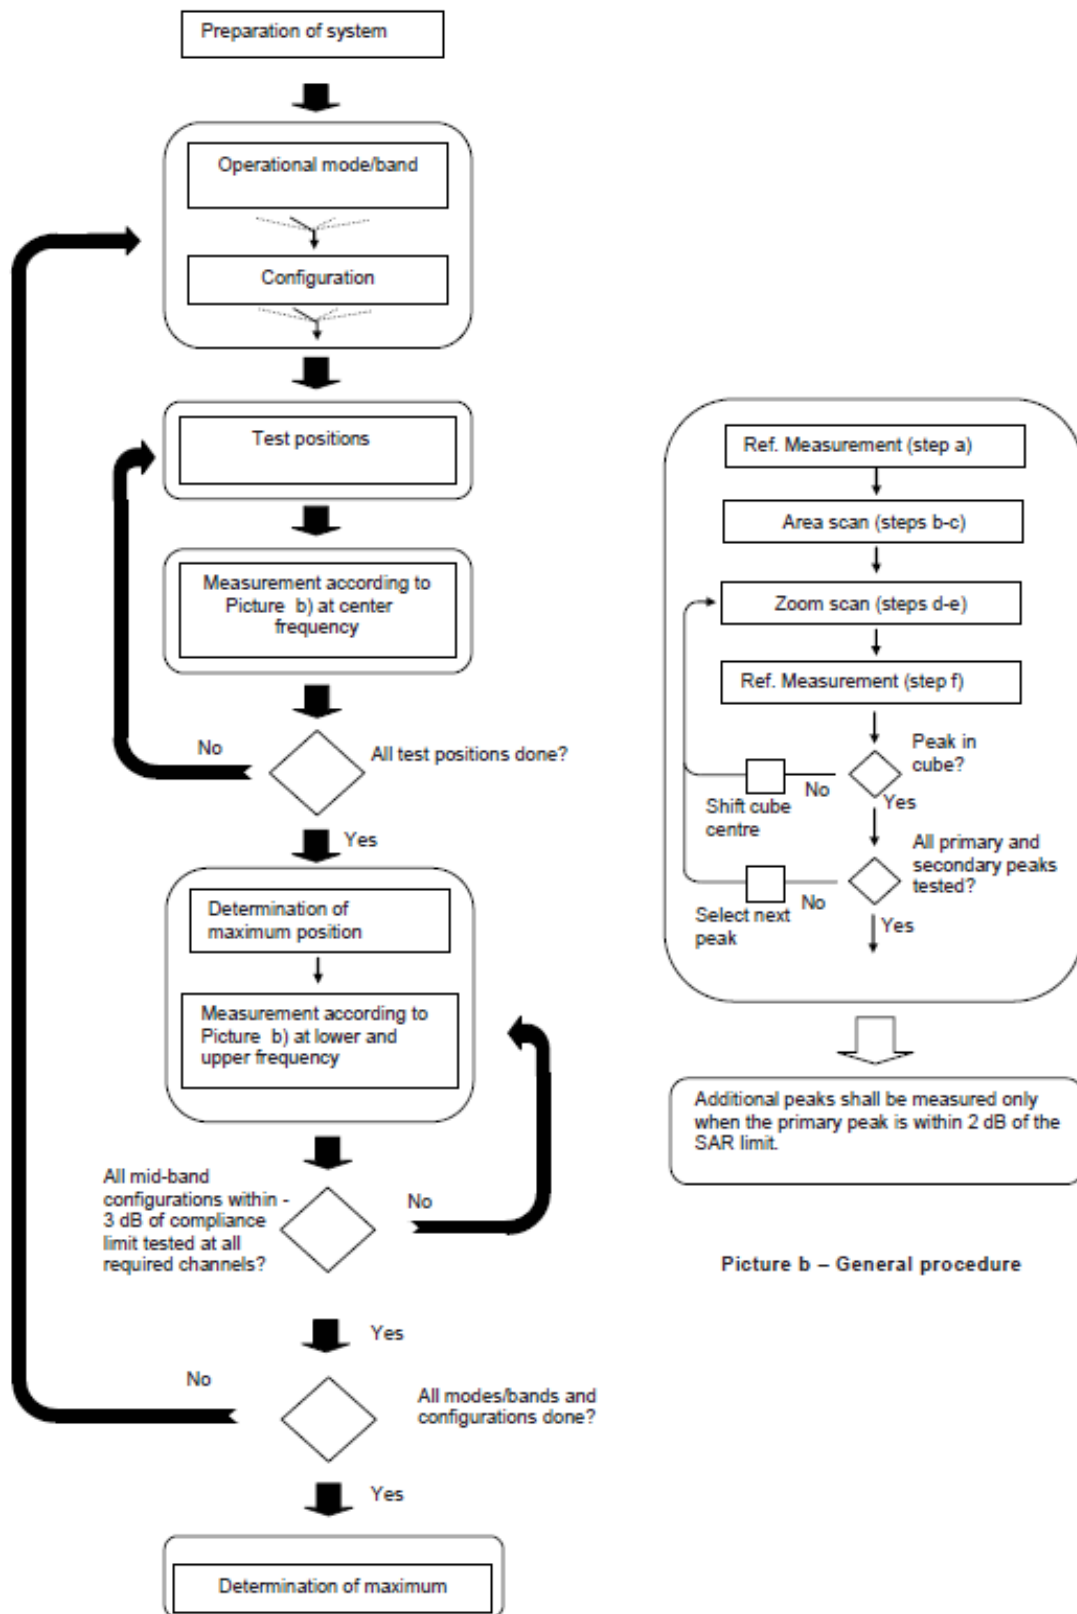 Preparation of system
Operational mode/band
Configuration
Test positions
Measurement according to
Picture b) at center
frequency
No
All test positions done?
Yes
Determination of
maximum position
Measurement according to
Picture b) at lower and
upper frequency
All mid-band
configurations within -
3 dB of compliance
limit tested at all
required channels?
No
Yes
No
All modes/bands and
configurations done?
Yes
Determination of maximum
Ref. Measurement (step a)
Area scan (steps b-c)
Zoom scan (steps d-e)
Ref. Measurement (step f)
Peak in
cube?
No
Shift cube
centre
Yes
All primary and
secondary peaks
tested?
No
Select next
peak
Yes
Additional peaks shall be measured only
when the primary peak is within 2 dB of the
SAR limit.
Picture b – General procedure